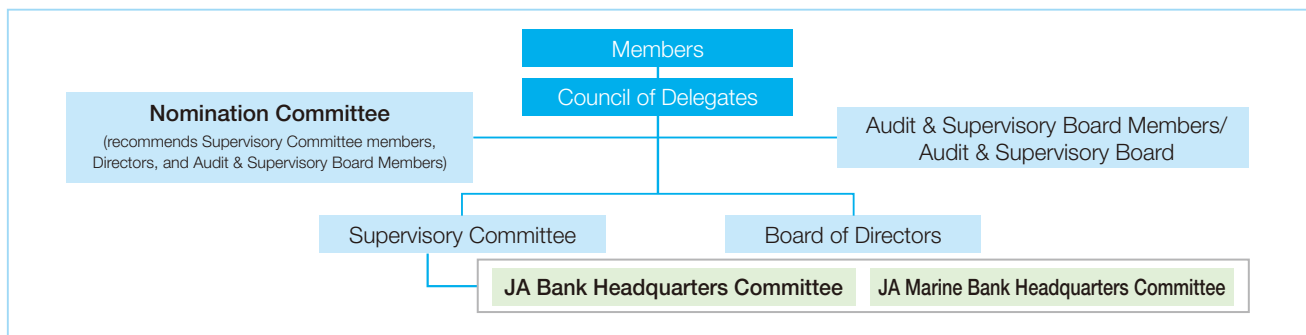 Members
Council of Delegates
Nomination Committee
(recommends Supervisory Committee members,
Directors, and Audit & Supervisory Board Members)
Audit & Supervisory Board Members/
Audit & Supervisory Board
Supervisory Committee
Board of Directors
JA Bank Headquarters Committee
JA Marine Bank Headquarters Committee